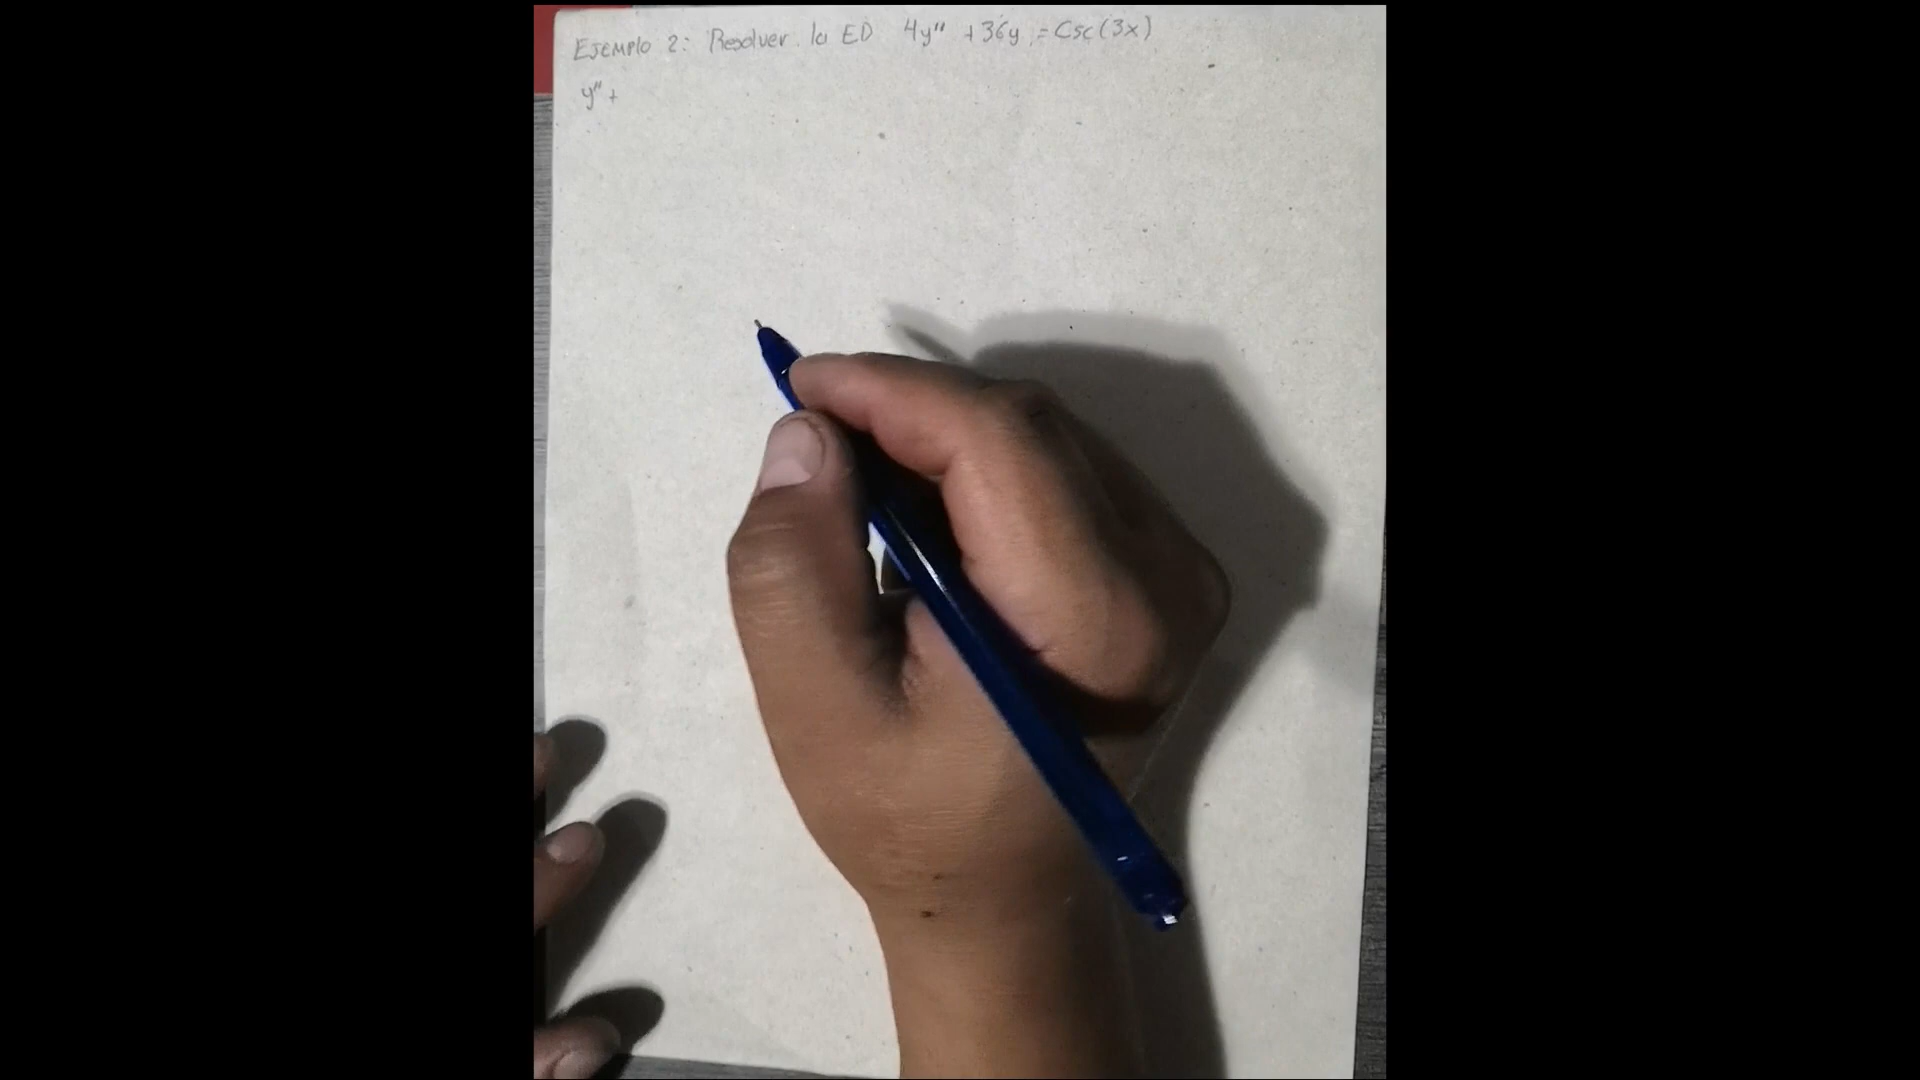 Ejemplo 2: Resolver la ED 4y'' + 36y = Csc(3x)
y'' +